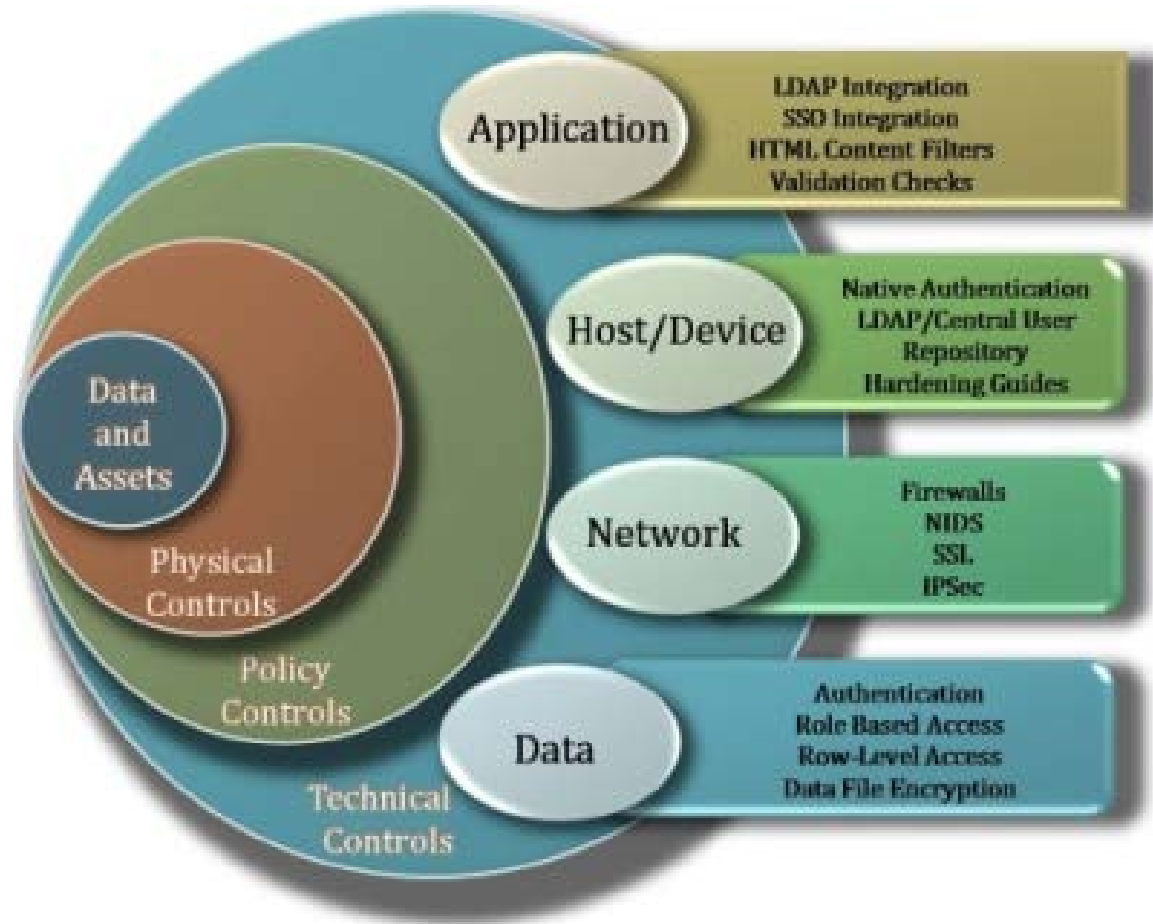 Application
LDAP Integration
SSO Integration
HTML Content Filters
Validation Checks
Host/Device
Native Authentication
LDAP/Central User
Repository
Hardening Guides
Data
and
Assets
Network
Firewalls
NIDS
SSL
IPSec
Physical
Controls
Policy
Controls
Data
Authentication
Role Based Access
Row-Level Access
Data File Encryption
Technical
Controls